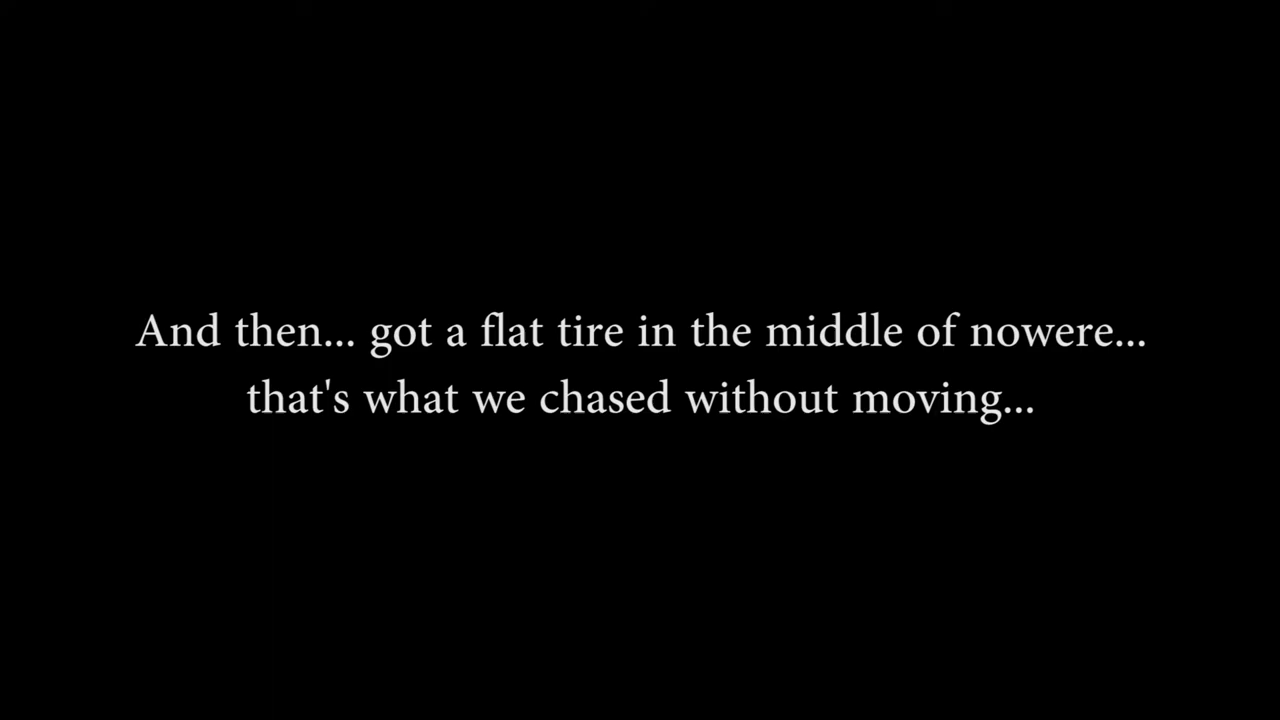 And then... got a flat tire in the middle of nowere...
that's what we chased without moving...